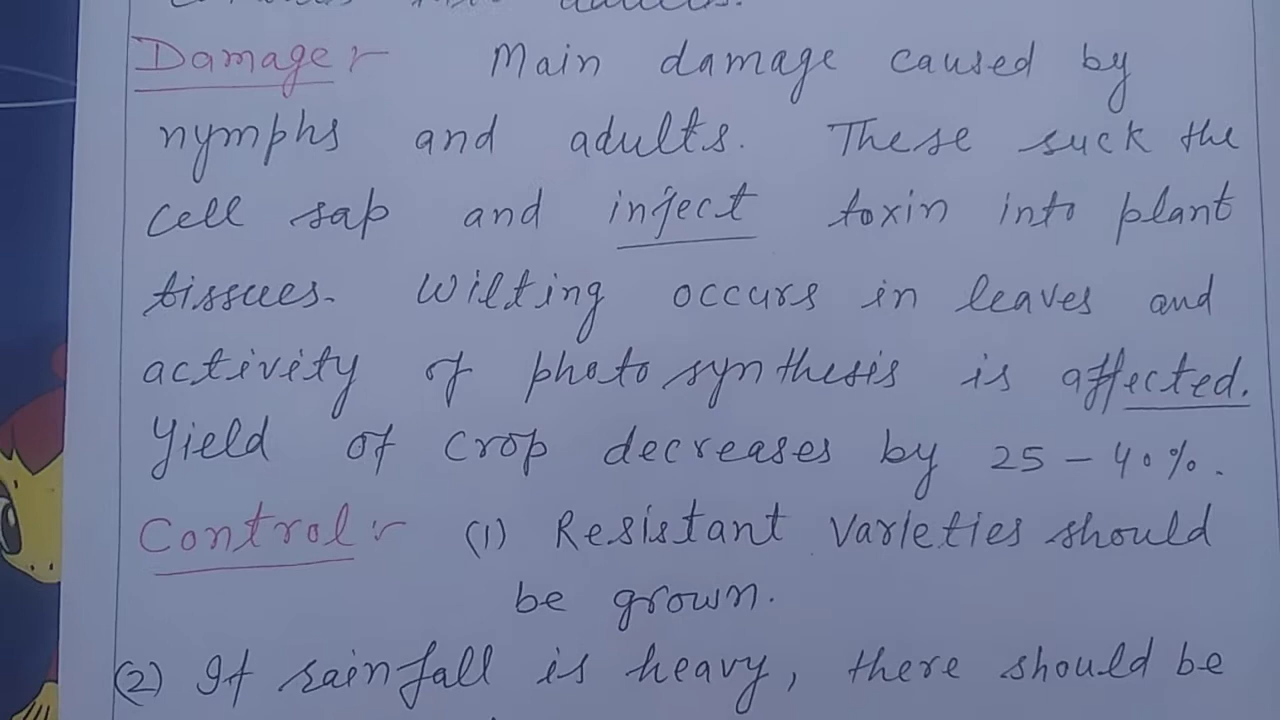 Damage :- Main damage caused by
nymphs and adults. These suck the
cell sap and inject toxin into plant
tissues. Wilting occurs in leaves and
activity of photosynthesis is affected.
Yield of crop decreases by 25 - 40%.
Control :- (1) Resistant varieties should
be grown.
(2) If rainfall is heavy, there should be